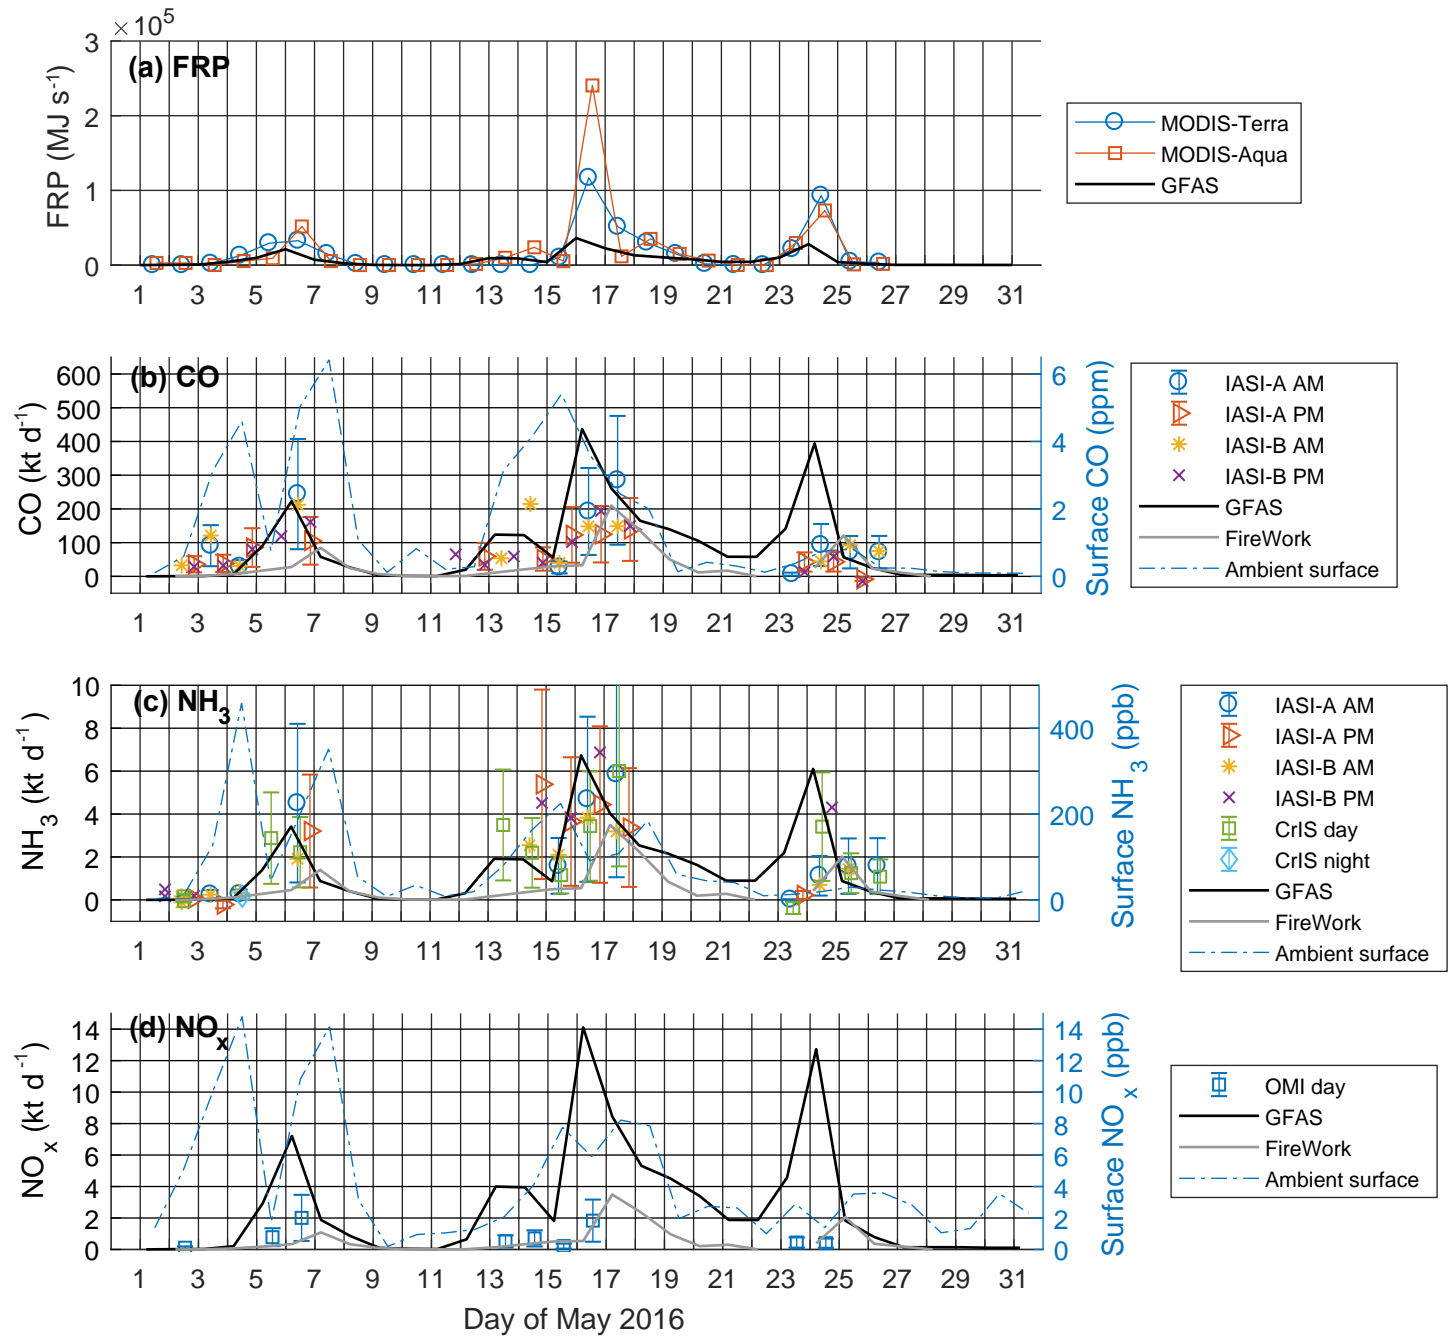 ×10⁵
(a) FRP
3
2
1
0
FRP (MJ s⁻¹)
1 3 5 7 9 11 13 15 17 19 21 23 25 27 29 31
MODIS-Terra
MODIS-Aqua
GFAS
(b) CO
600
500
400
300
200
100
0
CO (kt d⁻¹)
6
4
2
0
Surface CO (ppm)
1 3 5 7 9 11 13 15 17 19 21 23 25 27 29 31
IASI-A AM
IASI-A PM
IASI-B AM
IASI-B PM
GFAS
FireWork
Ambient surface
(c) NH₃
10
8
6
4
2
0
NH₃ (kt d⁻¹)
400
200
0
Surface NH₃ (ppb)
1 3 5 7 9 11 13 15 17 19 21 23 25 27 29 31
IASI-A AM
IASI-A PM
IASI-B AM
IASI-B PM
CrIS day
CrIS night
GFAS
FireWork
Ambient surface
(d) NOₓ
14
12
10
8
6
4
2
0
NOₓ (kt d⁻¹)
14
12
10
8
6
4
2
0
Surface NOₓ (ppb)
1 3 5 7 9 11 13 15 17 19 21 23 25 27 29 31
Day of May 2016
OMI day
GFAS
FireWork
Ambient surface